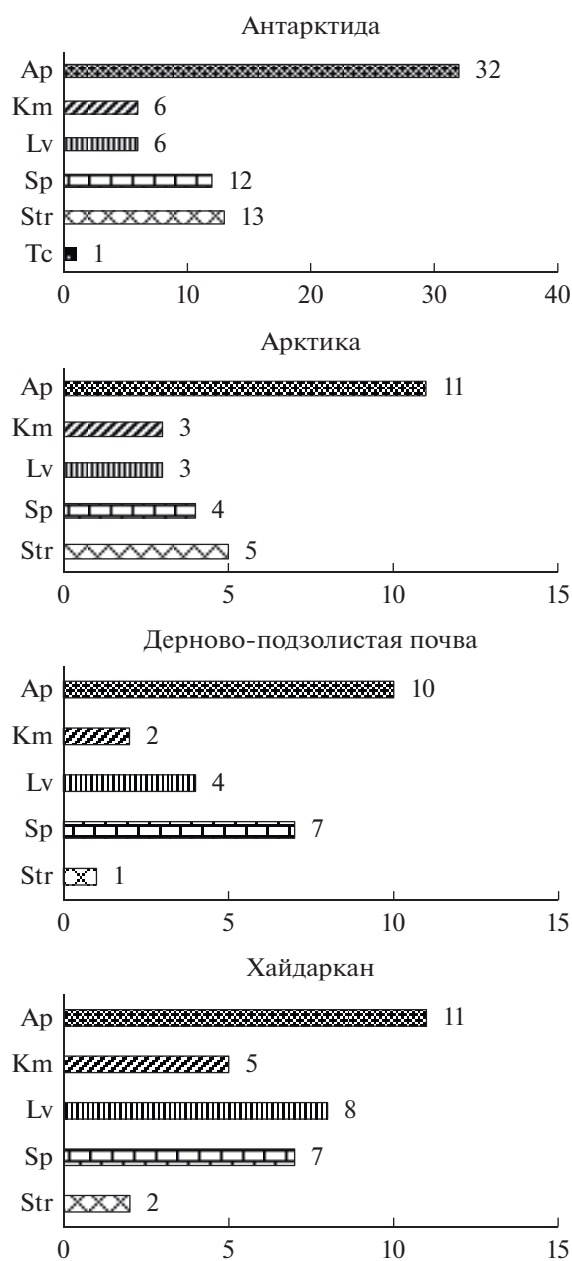 Антарктида
Ap 32
Km 6
Lv 6
Sp 12
Str 13
Tc 1
0 10 20 30 40
Арктика
Ap 11
Km 3
Lv 3
Sp 4
Str 5
0 5 10 15
Дерново-подзолистая почва
Ap 10
Km 2
Lv 4
Sp 7
Str 1
0 5 10 15
Хайдаркан
Ap 11
Km 5
Lv 8
Sp 7
Str 2
0 5 10 15